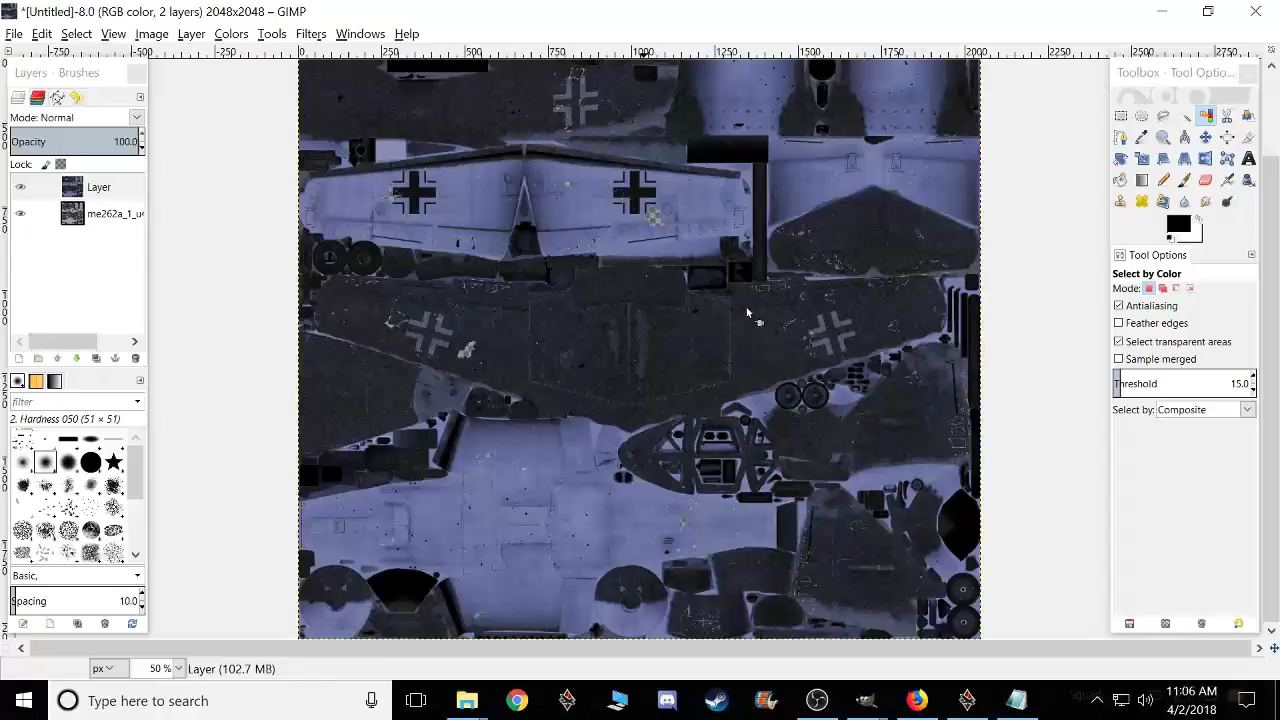 *[Untitled]-8.0 (RGB color, 2 layers) 2048x2048 – GIMP
File Edit Select View Image Layer Colors Tools Filters Windows Help
-750 -500 -250 0 250 500 750 1000 1250 1500 1750 2000 2250 2500 2750
Layers - Brushes
Mode: Normal
Opacity 100.0
Lock:
Layer
me262a_1_u4
filter
2. Hardness 050 (51 × 51)
Basic,
Spacing 10.0
Toolbox - Tool Optio...
Tool Options
Select by Color
Mode:
Antialiasing
Feather edges
Select transparent areas
Sample merged
Threshold 15.0
Select by: Composite
px 50 % Layer (102.7 MB)
Type here to search
11:06 AM
4/2/2018